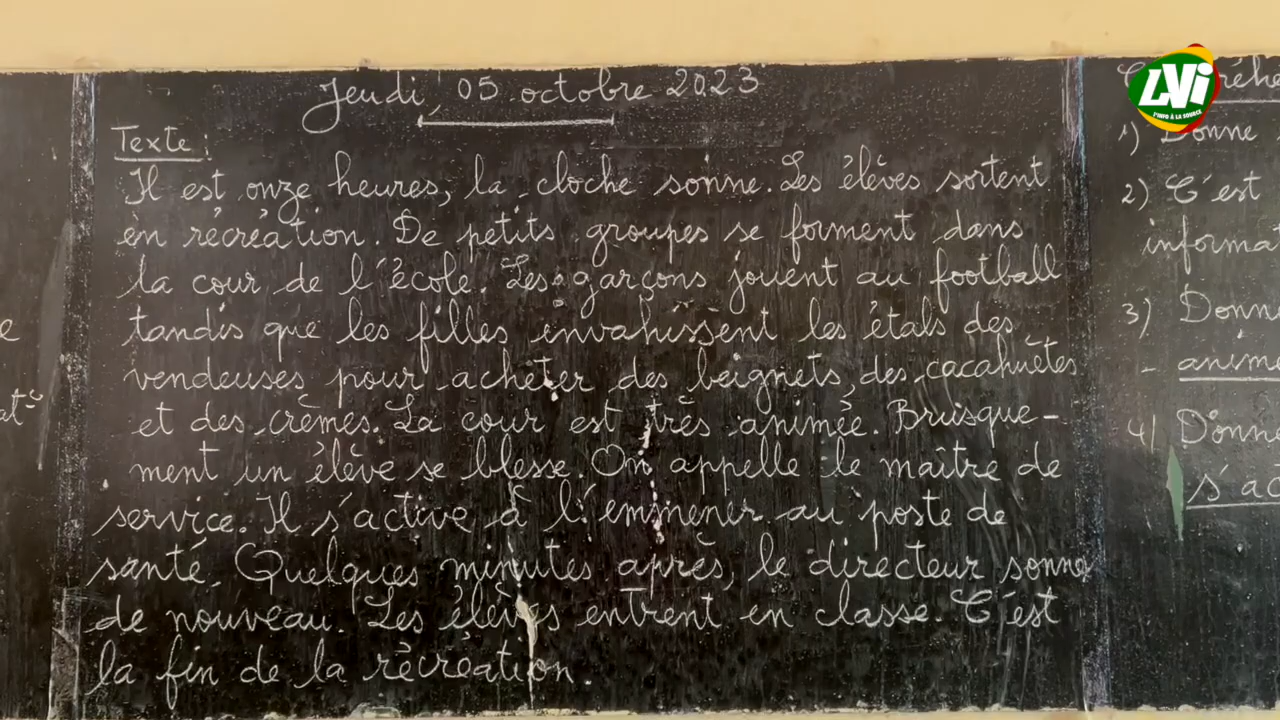 Jeudi, 05 octobre 2023
Texte :
Il est onze heures, la cloche sonne. Les élèves sortent
en récréation. De petits groupes se forment dans
la cour de l'école. Les garçons jouent au football
tandis que les filles envahissent les étals des
vendeuses pour acheter des beignets, des cacahuètes
et des crèmes. La cour est très animée. Brusque-
ment un élève se blesse. On appelle le maître de
service. Il s'active à l'emmener au poste de
santé. Quelques minutes après, le directeur sonne
de nouveau. Les élèves entrent en classe. C'est
la fin de la récréation.
1) Donne
2) C'est
informat
3) Donne
- anim
4) Donne
s'ac
LVi
L'INFO À LA SOURCE